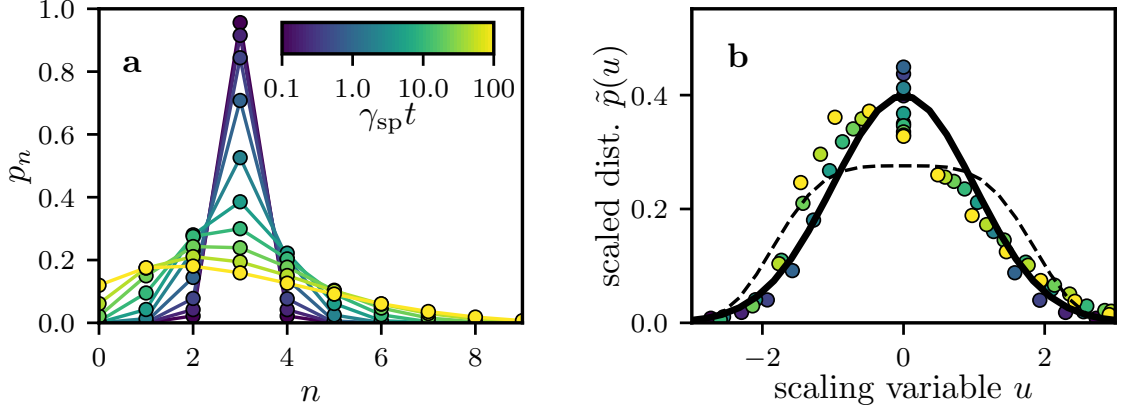 a
1.0
0.8
0.6
0.4
0.2
0.0
p_n
0 2 4 6 8
n
0.1 1.0 10.0 100
γ_sp t
b
0.4
0.2
0.0
scaled dist. p̃(u)
−2 0 2
scaling variable u